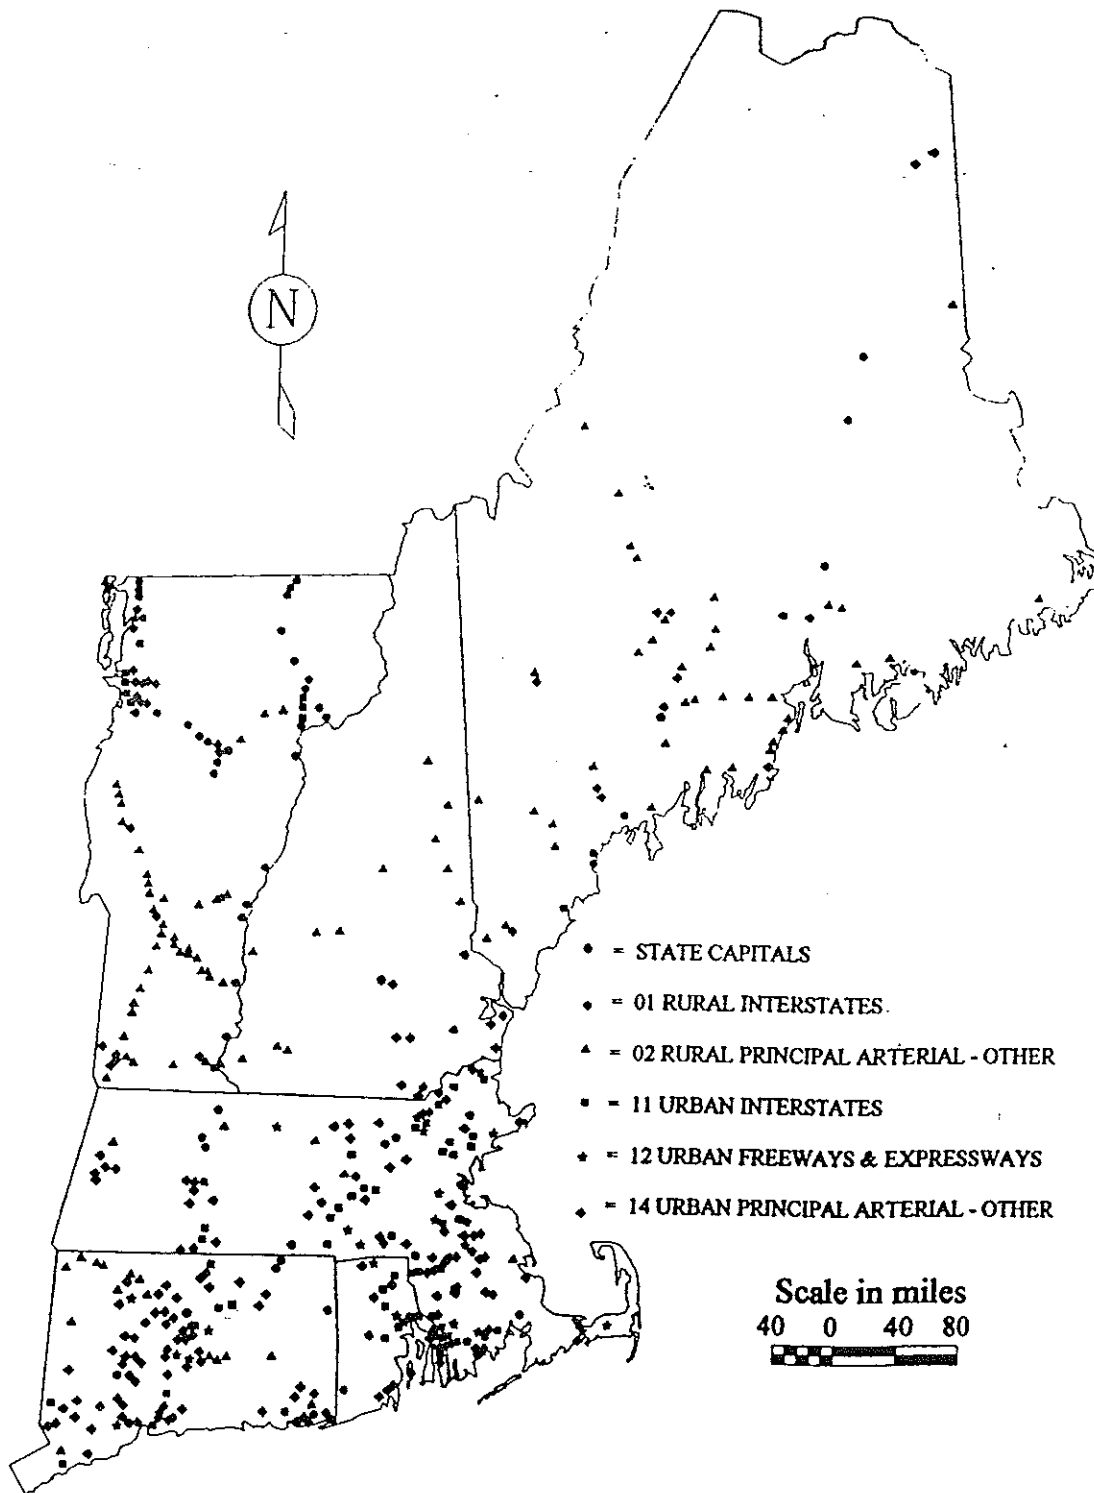 N
• = STATE CAPITALS
◆ = 01 RURAL INTERSTATES
▲ = 02 RURAL PRINCIPAL ARTERIAL - OTHER
■ = 11 URBAN INTERSTATES
★ = 12 URBAN FREEWAYS & EXPRESSWAYS
◆ = 14 URBAN PRINCIPAL ARTERIAL - OTHER
Scale in miles
40 0 40 80